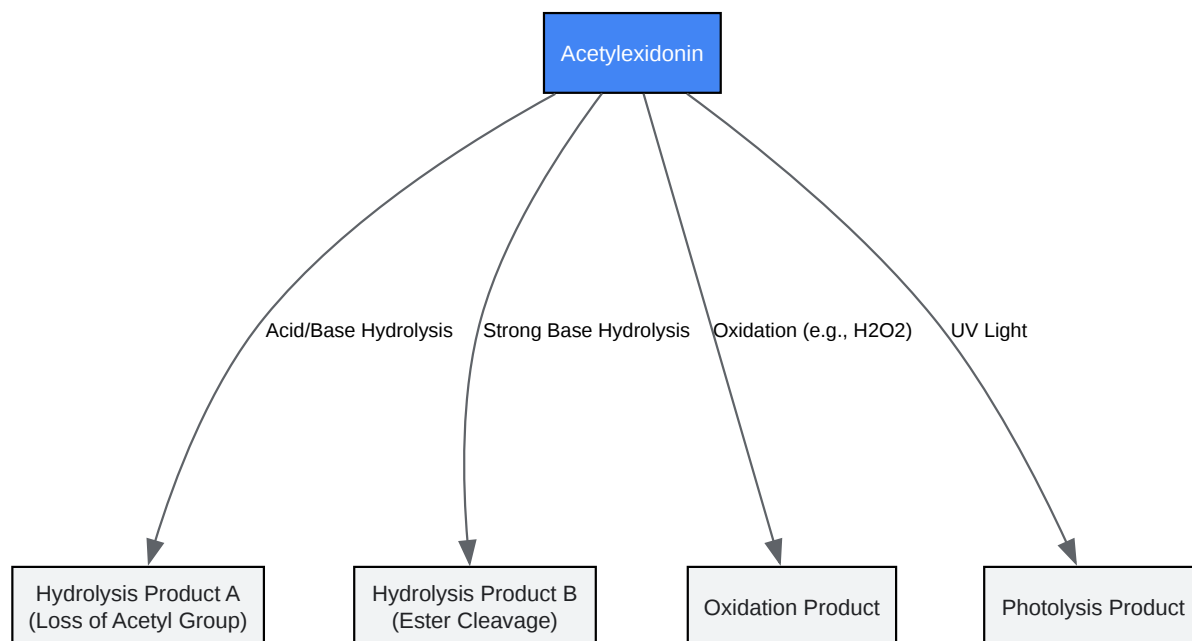 Acetylexidonin
Acid/Base Hydrolysis
Strong Base Hydrolysis
Oxidation (e.g., H2O2)
UV Light
Hydrolysis Product A
(Loss of Acetyl Group)
Hydrolysis Product B
(Ester Cleavage)
Oxidation Product
Photolysis Product